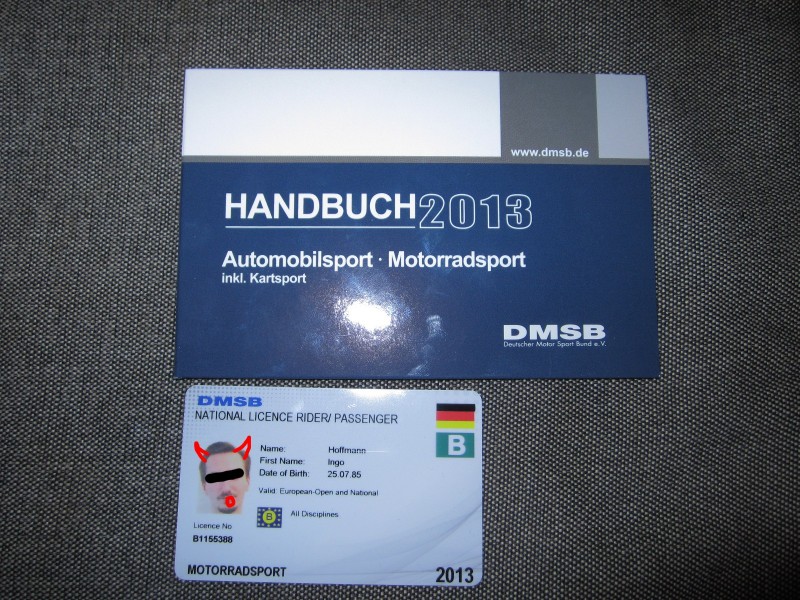 www.dmsb.de
HANDBUCH 2013
Automobilsport · Motorradsport
inkl. Kartsport
DMSB
Deutscher Motor Sport Bund e.V.
DMSB
NATIONAL LICENCE RIDER/ PASSENGER
B
Name: Hoffmann
First Name: Ingo
Date of Birth: 25.07.85
Valid: European-Open and National
B All Disciplines
Licence No
B1155388
MOTORRADSPORT 2013